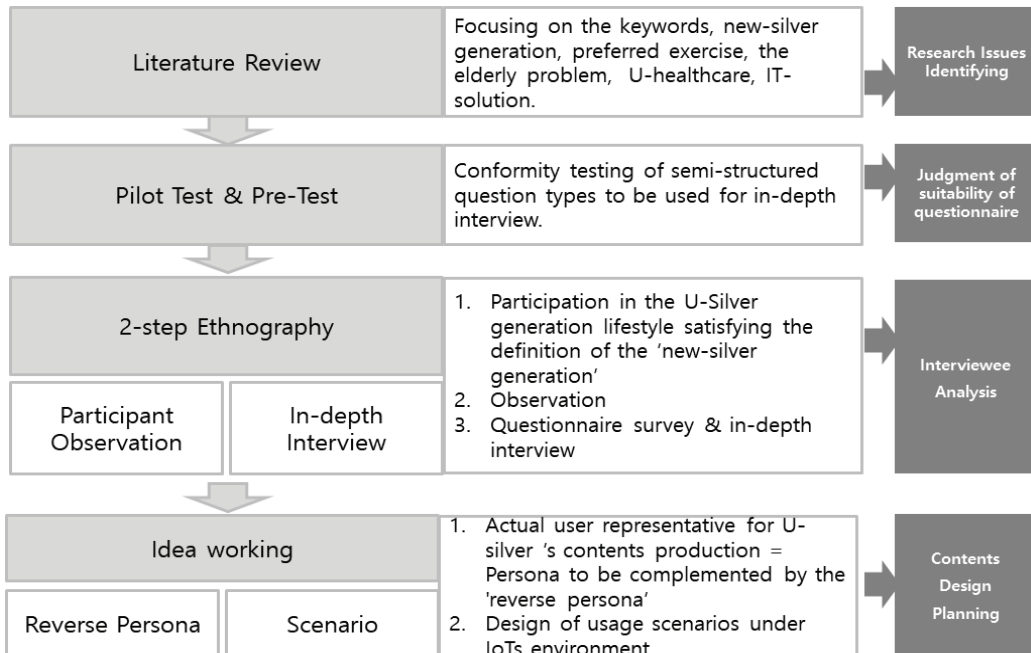 Literature Review
Focusing on the keywords, new-silver
generation, preferred exercise, the
elderly problem, U-healthcare, IT-
solution.
Research Issues
Identifying
Pilot Test & Pre-Test
Conformity testing of semi-structured
question types to be used for in-depth
interview.
Judgment of
suitability of
questionnaire
2-step Ethnography
Participant
Observation
In-depth
Interview
1. Participation in the U-Silver
generation lifestyle satisfying the
definition of the ‘new-silver
generation’
2. Observation
3. Questionnaire survey & in-depth
interview
Interviewee
Analysis
Idea working
Reverse Persona
Scenario
1. Actual user representative for U-
silver ‘s contents production =
Persona to be complemented by the
'reverse persona’
2. Design of usage scenarios under
IoTs environment
Contents
Design
Planning